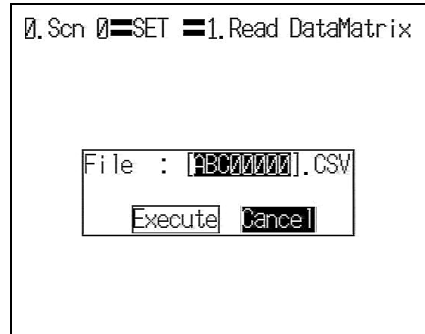 0.Scn 0=SET =1.Read DataMatrix
File : [ABC00000].CSV
Execute Cancel